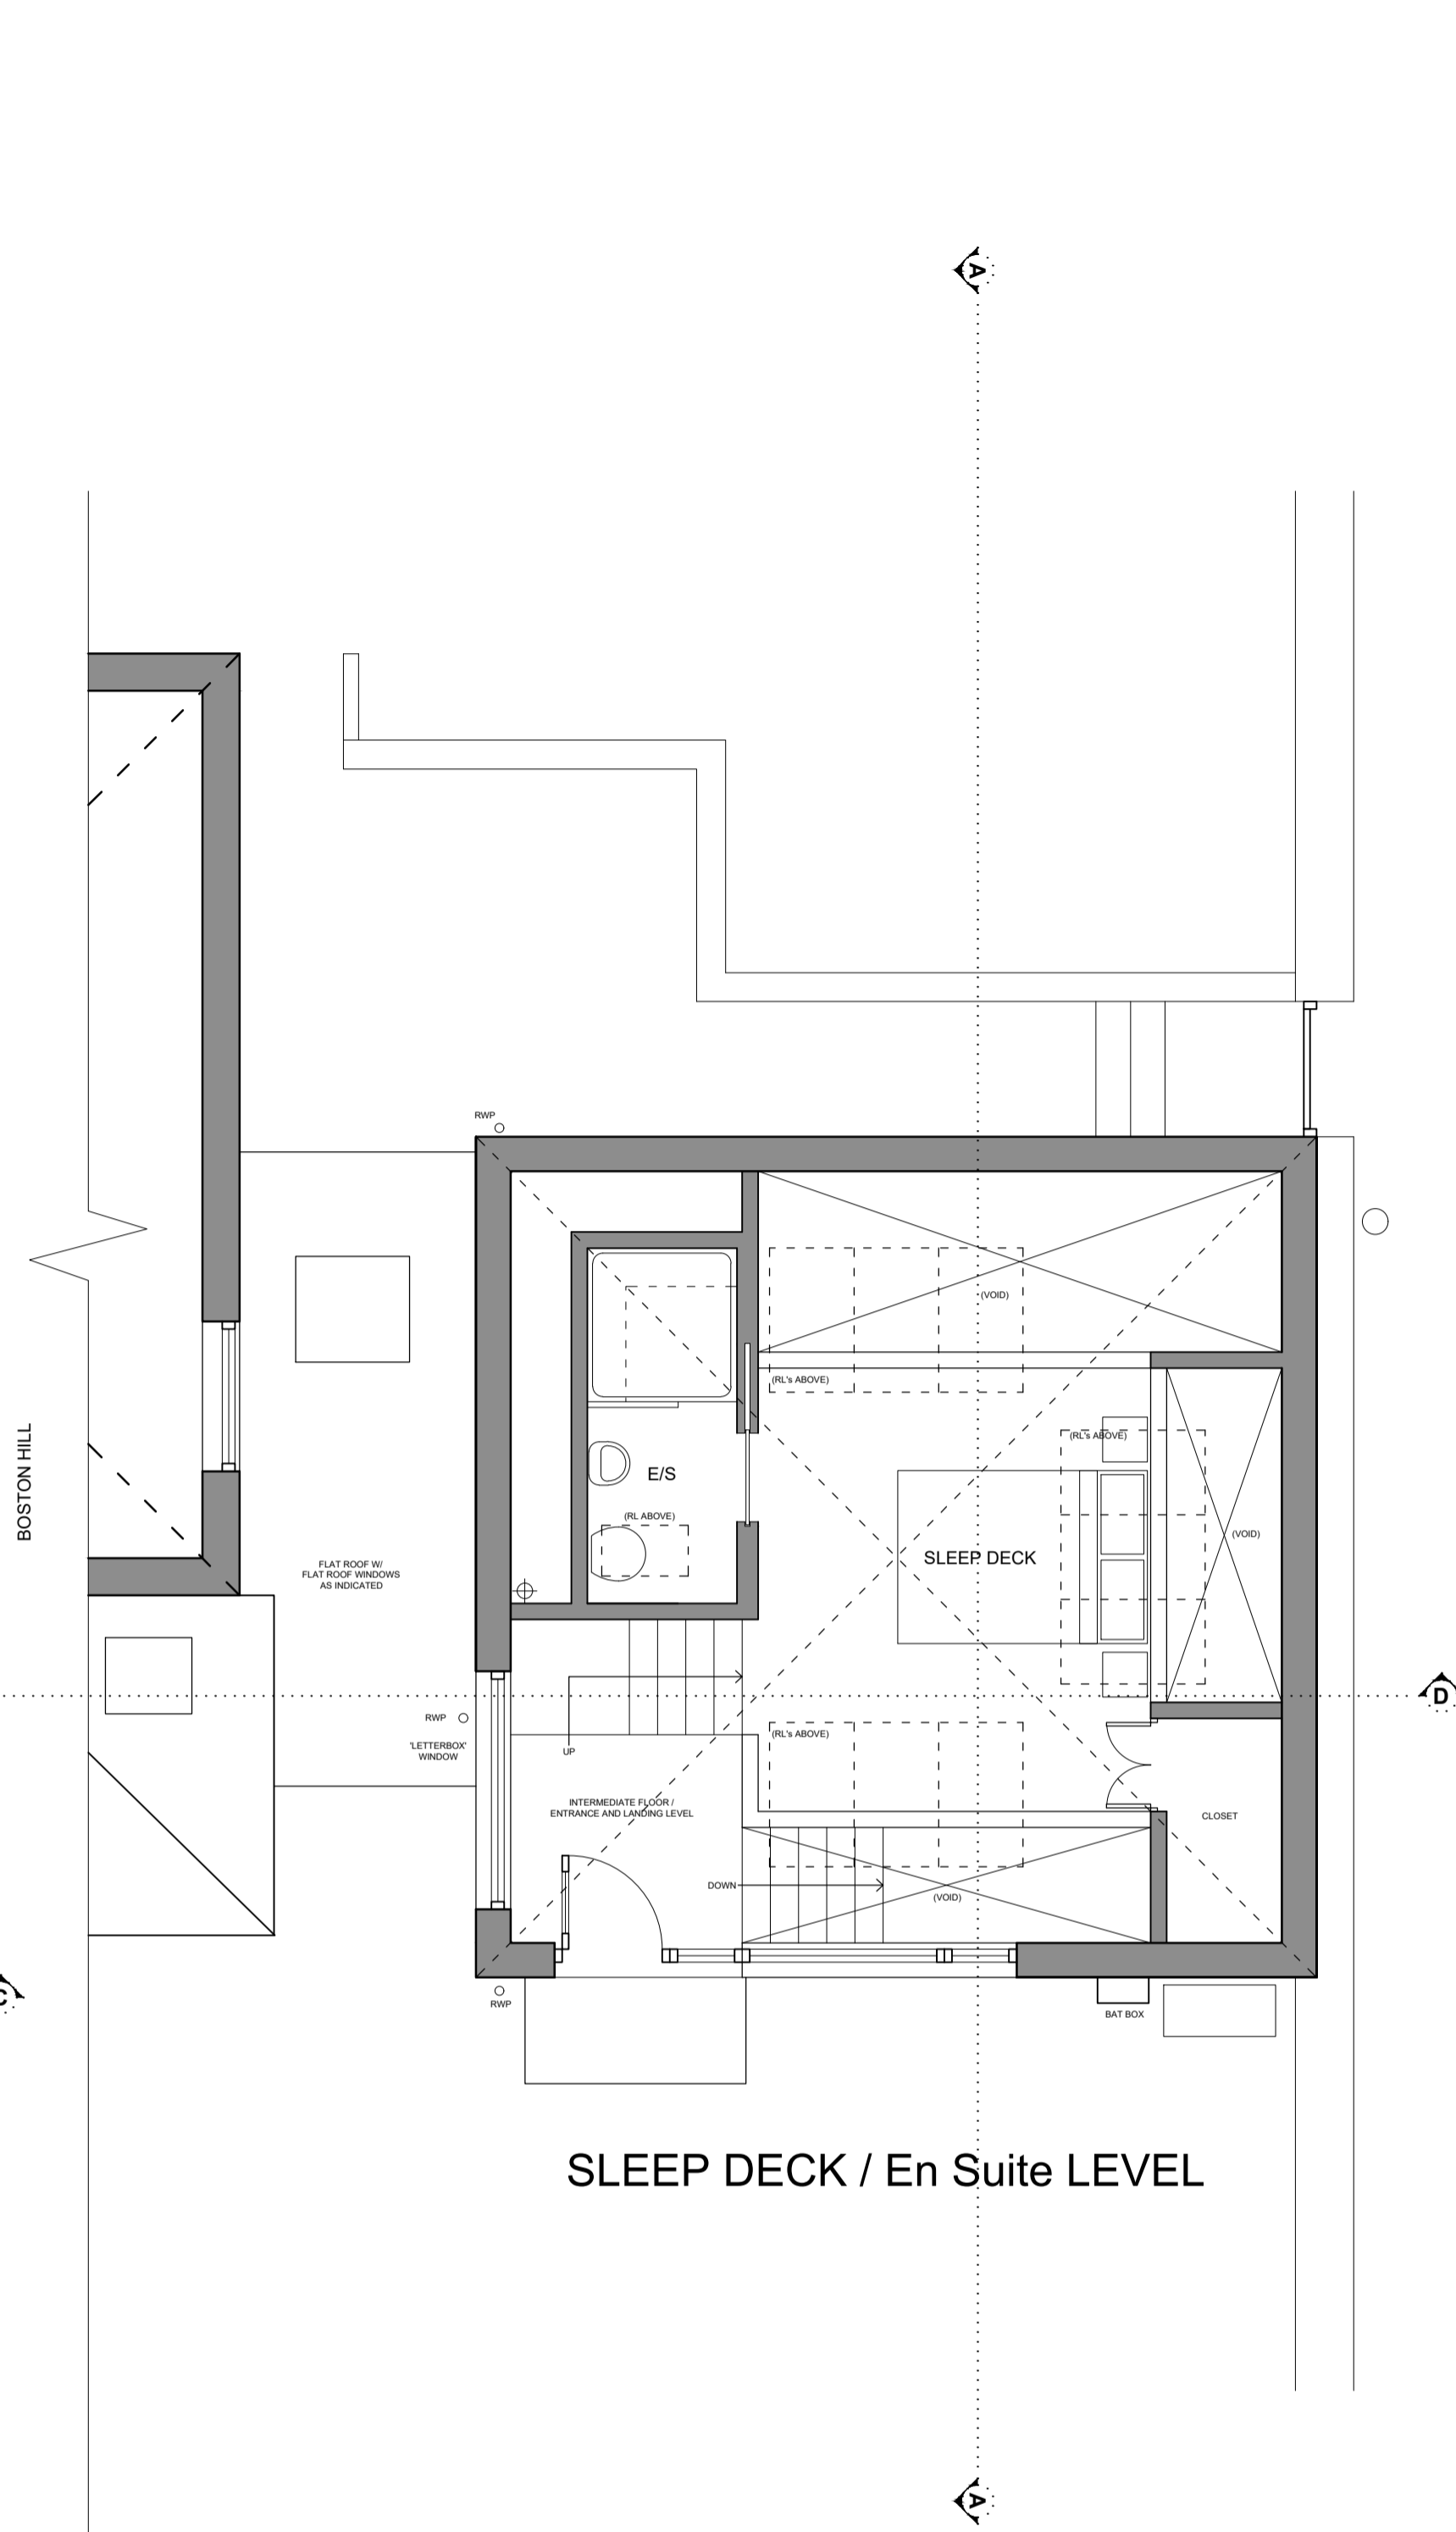 A
RWP
(VOID)
(RL's ABOVE)
(RL's ABOVE)
BOSTON HILL
E/S
(RL ABOVE)
(VOID)
SLEEP DECK
FLAT ROOF W/
FLAT ROOF WINDOWS
AS INDICATED
D
RWP
'LETTERBOX'
WINDOW
(RL's ABOVE)
UP
INTERMEDIATE FLOOR /
ENTRANCE AND LANDING LEVEL
CLOSET
DOWN
(VOID)
C
RWP
BAT BOX
SLEEP DECK / En Suite LEVEL
A